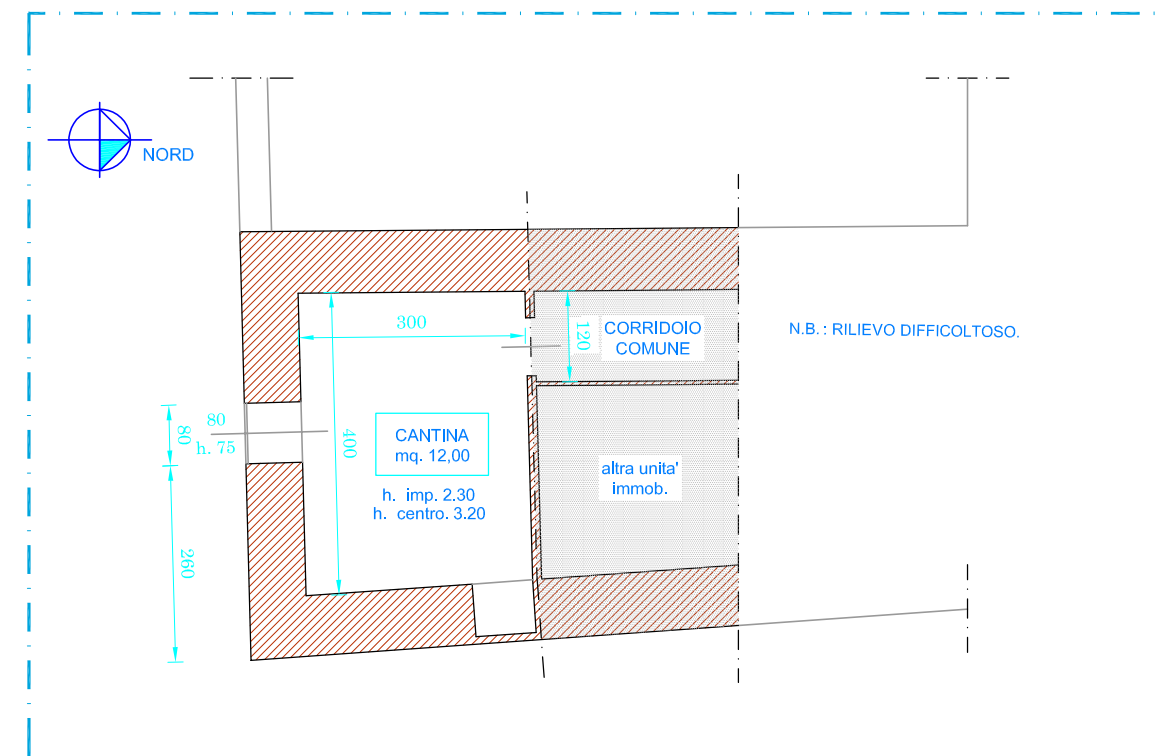 NORD
300
120
CORRIDOIO
COMUNE
N.B. : RILIEVO DIFFICOLTOSO.
80
80
h. 75
400
CANTINA
mq. 12,00
h. imp. 2.30
h. centro. 3.20
altra unita'
immob.
260